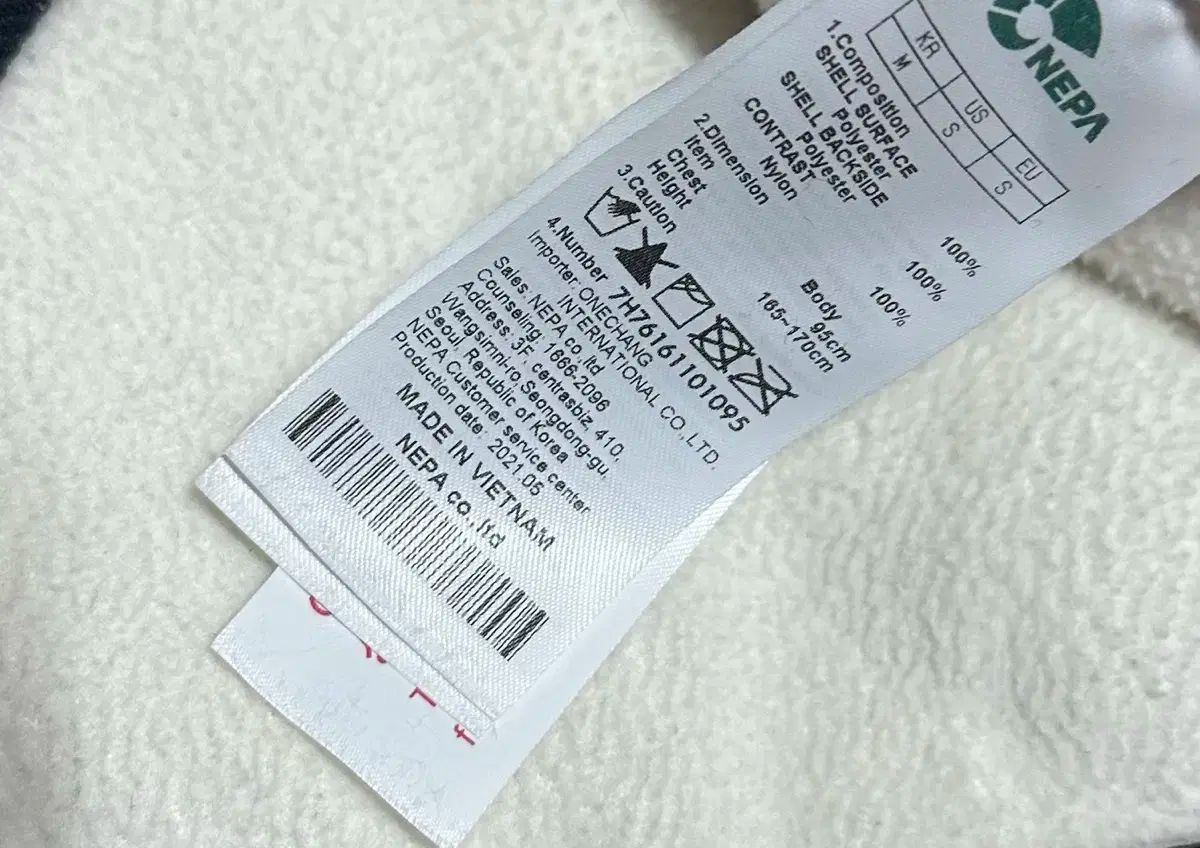 NEPA
KR US EU
M S S
1.Composition
SHELL SURFACE
Polyester 100%
SHELL BACKSIDE
Polyester 100%
CONTRAST
Nylon 100%
2.Dimension
Item Body
Chest 95cm
Height 165~170cm
3.Caution
4.Number 7H76161101095
Importer: ONECHANG
INTERNATIONAL CO.,LTD.
Sales: NEPA co.,ltd
Counseling: 1666-2096
Address: 3F, centrasbiz, 410,
Wangsimni-ro, Seongdong-gu,
Seoul, Republic of Korea
NEPA Customer service center
Production date: 2021.05
MADE IN VIETNAM
NEPA co.,ltd